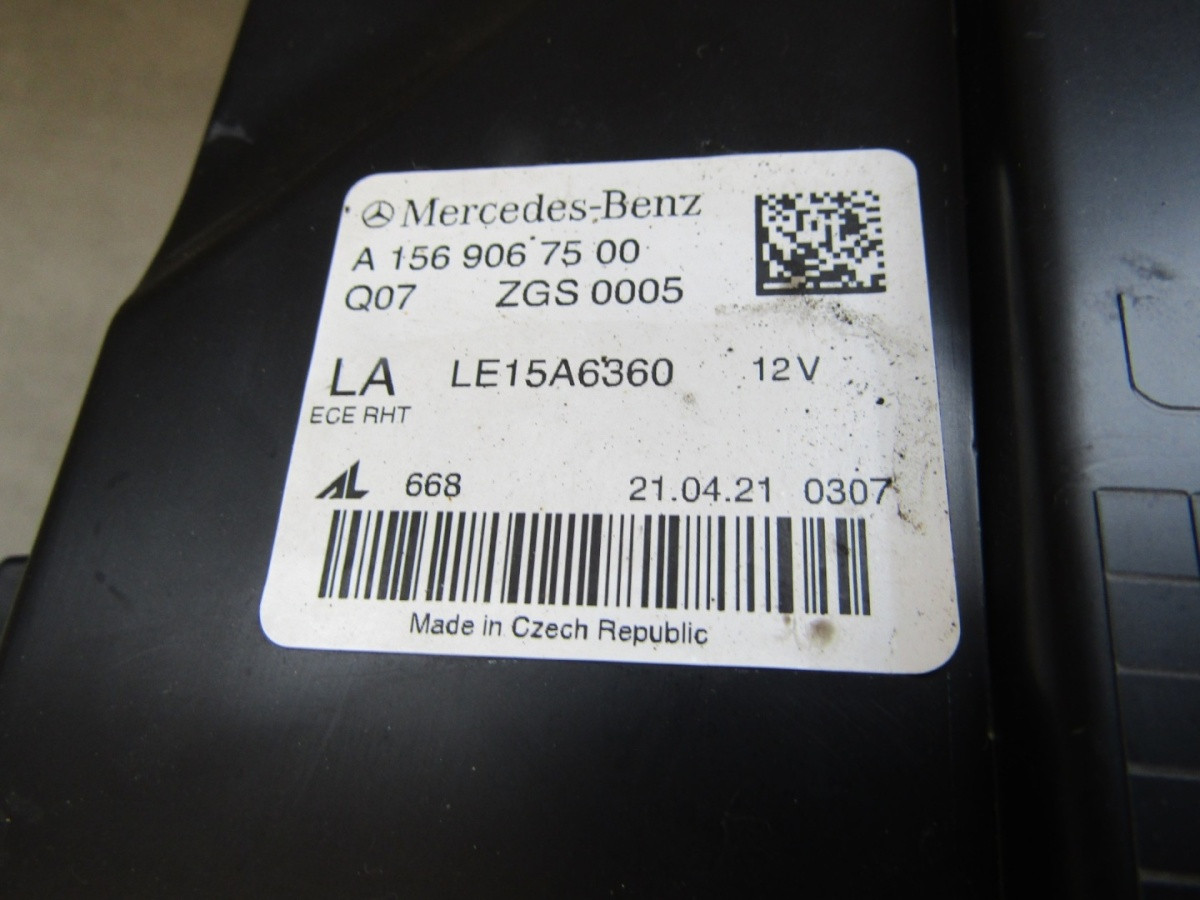 Mercedes-Benz
A 156 906 75 00
Q07 ZGS 0005
LA LE15A6360 12V
ECE RHT
AL 668 21.04.21 0307
Made in Czech Republic